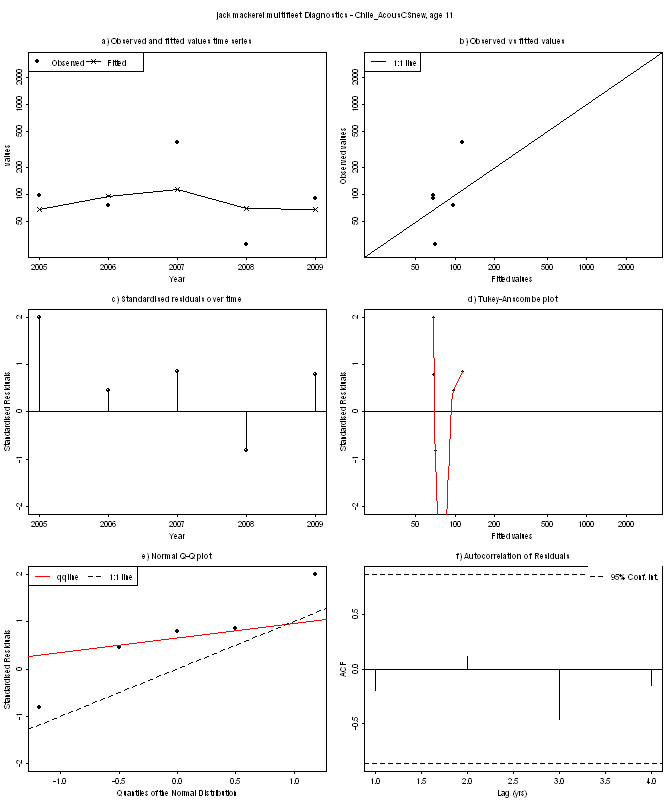 jack mackerel multifleet Diagnostics - Chile_AcousCSnew, age 11
a) Observed and fitted values time series
Observed Fitted
values
50 100 200 500 1000 2000
2005 2006 2007 2008 2009
Year
b) Observed vs fitted values
1:1 line
Observed values
50 100 200 500 1000 2000
50 100 200 500 1000 2000
Fitted values
c) Standardised residuals over time
Standardised Residuals
-2 -1 0 1 2
2005 2006 2007 2008 2009
Year
d) Tukey-Anscombe plot
Standardised Residuals
-2 -1 0 1 2
50 100 200 500 1000 2000
Fitted values
e) Normal Q-Q plot
qq line 1:1 line
Standardised Residuals
-2 -1 0 1 2
-1.0 -0.5 0.0 0.5 1.0
Quantiles of the Normal Distribution
f) Autocorrelation of Residuals
95% Conf. Int.
ACF
-0.5 0.0 0.5
1.0 1.5 2.0 2.5 3.0 3.5 4.0
Lag (yrs)